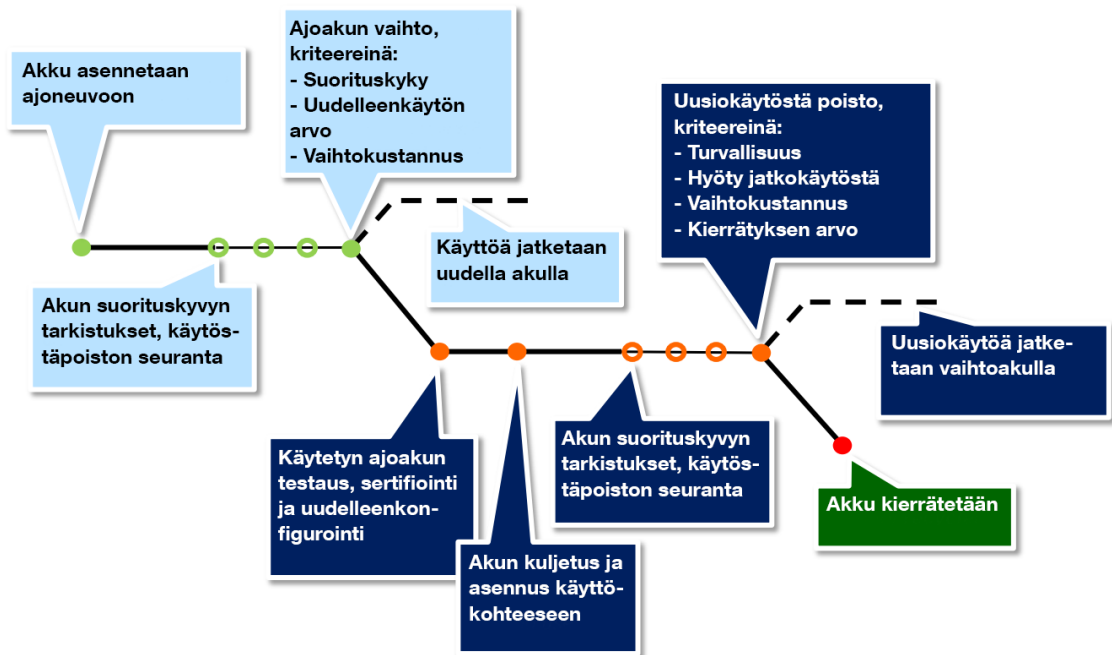 Akku asennetaan
ajoneuvoon
Ajoakun vaihto,
kriteereinä:
- Suorituskyky
- Uudelleenkäytön
arvo
- Vaihtokustannus
Uusiokäytöstä poisto,
kriteereinä:
- Turvallisuus
- Hyöty jatkokäytöstä
- Vaihtokustannus
- Kierrätyksen arvo
Käyttöä jatketaan
uudella akulla
Akun suorituskyvyn
tarkistukset, käytös-
täpoiston seuranta
Uusiokäytöä jatke-
taan vaihtoakulla
Käytetyn ajoakun
testaus, sertifiointi
ja uudelleenkon-
figurointi
Akun suorituskyvyn
tarkistukset, käytös-
täpoiston seuranta
Akku kierrätetään
Akun kuljetus ja
asennus käyttö-
kohteeseen